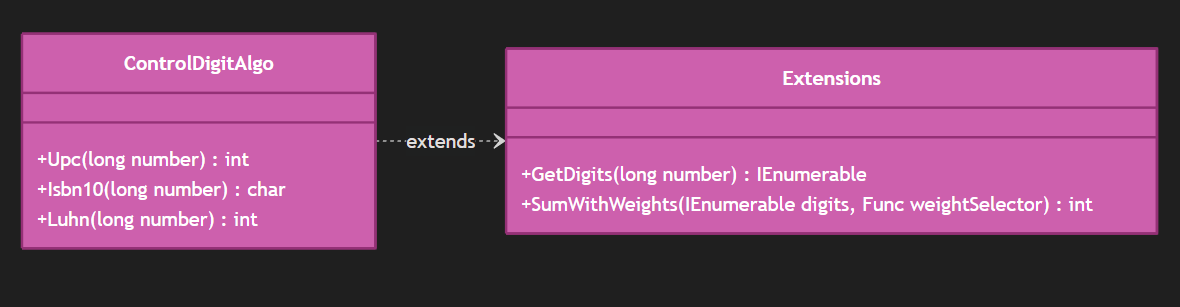 ControlDigitAlgo
+Upc(long number) : int
+Isbn10(long number) : char
+Luhn(long number) : int
extends
Extensions
+GetDigits(long number) : IEnumerable
+SumWithWeights(IEnumerable digits, Func weightSelector) : int